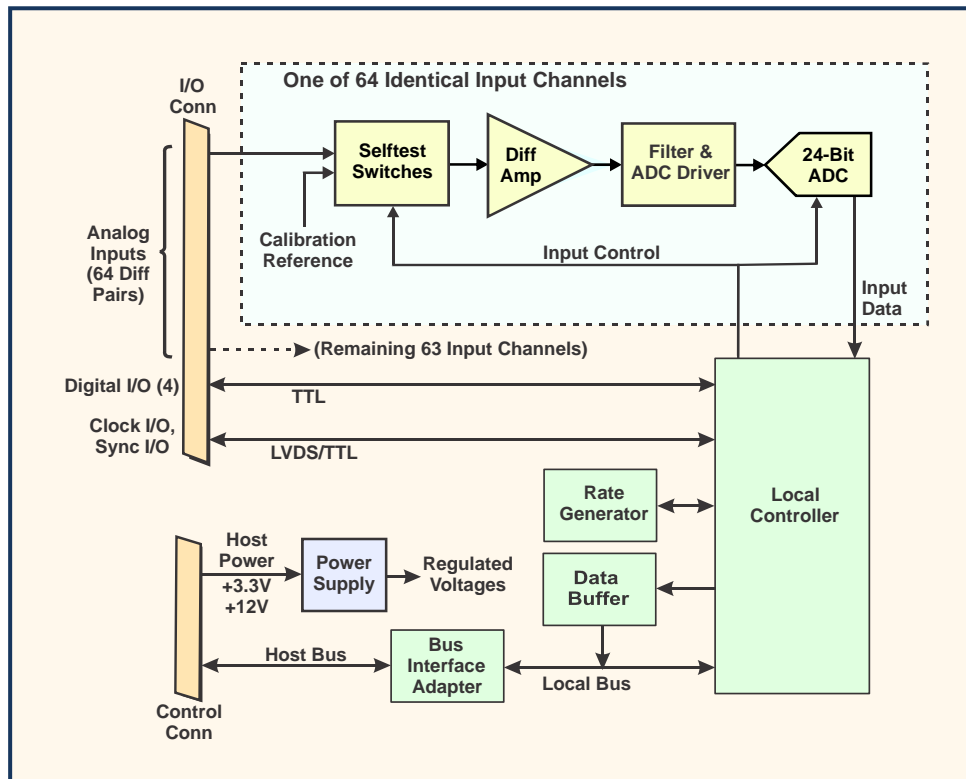 One of 64 Identical Input Channels
I/O
Conn
Selftest
Switches
Diff
Amp
Filter &
ADC Driver
24-Bit
ADC
Analog
Inputs
(64 Diff
Pairs)
Calibration
Reference
Input Control
Input
Data
(Remaining 63 Input Channels)
Digital I/O (4)
TTL
Clock I/O,
Sync I/O
LVDS/TTL
Rate
Generator
Local
Controller
Host
Power
+3.3V
+12V
Power
Supply
Regulated
Voltages
Data
Buffer
Host Bus
Bus
Interface
Adapter
Local Bus
Control
Conn